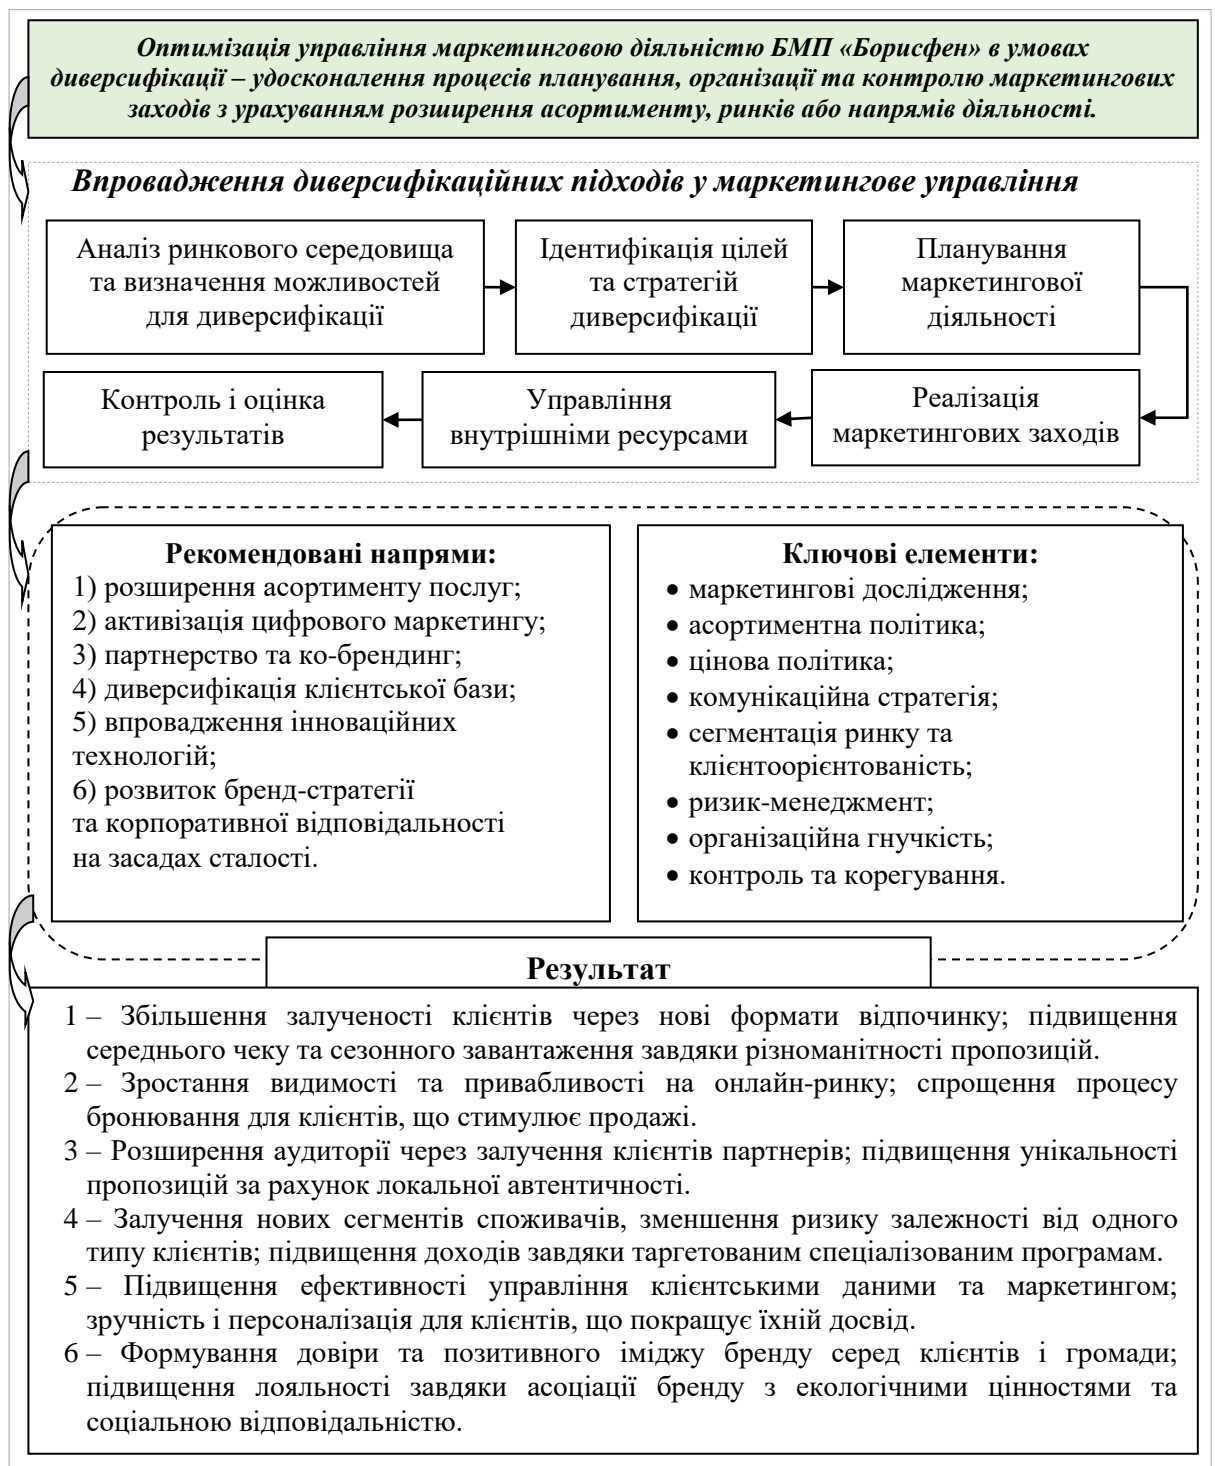 Оптимізація управління маркетинговою діяльністю БМП «Борисфен» в умовах
диверсифікації – удосконалення процесів планування, організації та контролю маркетингових
заходів з урахуванням розширення асортименту, ринків або напрямів діяльності.
Впровадження диверсифікаційних підходів у маркетингове управління
Аналіз ринкового середовища
та визначення можливостей
для диверсифікації
Ідентифікація цілей
та стратегій
диверсифікації
Планування
маркетингової
діяльності
Контроль і оцінка
результатів
Управління
внутрішніми ресурсами
Реалізація
маркетингових заходів
Рекомендовані напрями:
1) розширення асортименту послуг;
2) активізація цифрового маркетингу;
3) партнерство та ко-брендинг;
4) диверсифікація клієнтської бази;
5) впровадження інноваційних
технологій;
6) розвиток бренд-стратегії
та корпоративної відповідальності
на засадах сталості.
Ключові елементи:
• маркетингові дослідження;
• асортиментна політика;
• цінова політика;
• комунікаційна стратегія;
• сегментація ринку та
клієнтоорієнтованість;
• ризик-менеджмент;
• організаційна гнучкість;
• контроль та корегування.
Результат
1 – Збільшення залученості клієнтів через нові формати відпочинку; підвищення
середнього чеку та сезонного завантаження завдяки різноманітності пропозицій.
2 – Зростання видимості та привабливості на онлайн-ринку; спрощення процесу
бронювання для клієнтів, що стимулює продажі.
3 – Розширення аудиторії через залучення клієнтів партнерів; підвищення унікальності
пропозицій за рахунок локальної автентичності.
4 – Залучення нових сегментів споживачів, зменшення ризику залежності від одного
типу клієнтів; підвищення доходів завдяки таргетованим спеціалізованим програмам.
5 – Підвищення ефективності управління клієнтськими даними та маркетингом;
зручність і персоналізація для клієнтів, що покращує їхній досвід.
6 – Формування довіри та позитивного іміджу бренду серед клієнтів і громади;
підвищення лояльності завдяки асоціації бренду з екологічними цінностями та
соціальною відповідальністю.